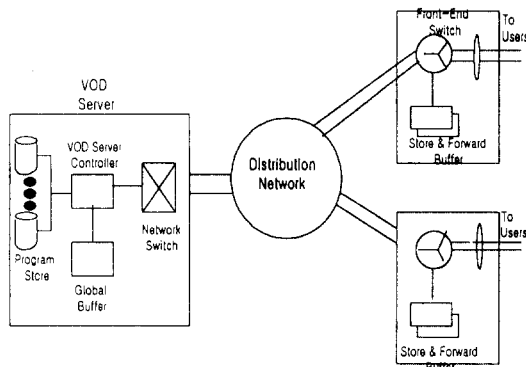 VOD
Server
VOD Server
Controller
Program
Store
Global
Buffer
Network
Switch
Distribution
Network
Front-End
Switch
To
Users
Store & Forward
Buffer
To
Users
Store & Forward
Buffer